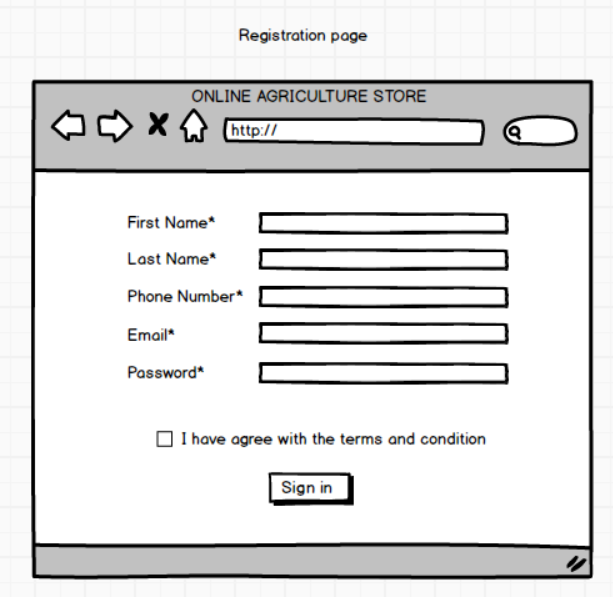 Registration page
ONLINE AGRICULTURE STORE
http://
First Name*
Last Name*
Phone Number*
Email*
Password*
I have agree with the terms and condition
Sign in